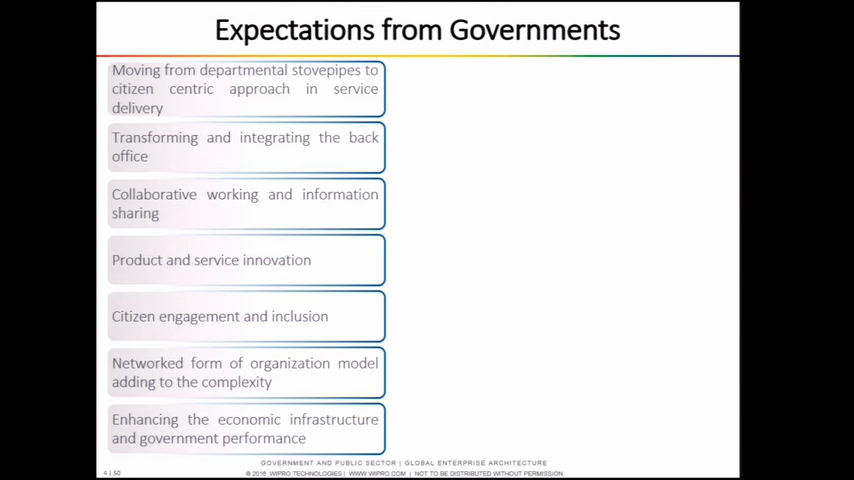 Expectations from Governments
Moving from departmental stovepipes to
citizen centric approach in service
delivery
Transforming and integrating the back
office
Collaborative working and information
sharing
Product and service innovation
Citizen engagement and inclusion
Networked form of organization model
adding to the complexity
Enhancing the economic infrastructure
and government performance
GOVERNMENT AND PUBLIC SECTOR | GLOBAL ENTERPRISE ARCHITECTURE
4 | 50
© 2016 WIPRO TECHNOLOGIES | WWW.WIPRO.COM | NOT TO BE DISTRIBUTED WITHOUT PERMISSION